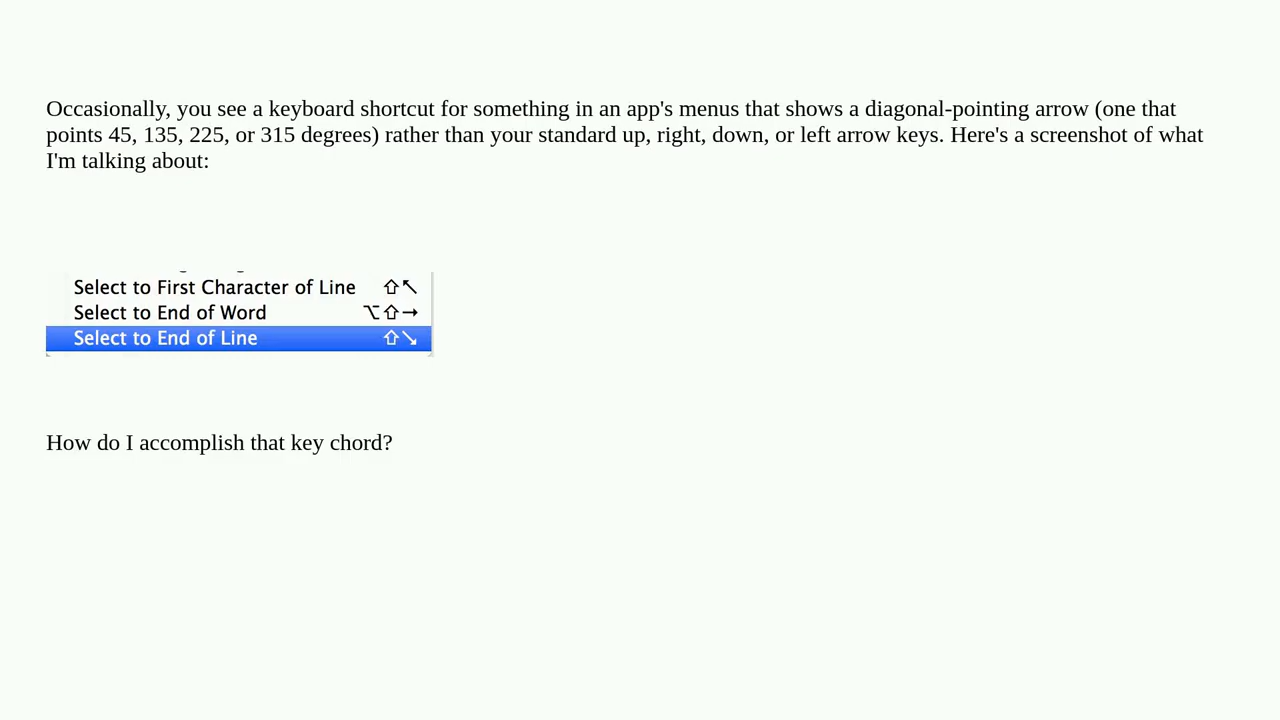 Occasionally, you see a keyboard shortcut for something in an app's menus that shows a diagonal-pointing arrow (one that
points 45, 135, 225, or 315 degrees) rather than your standard up, right, down, or left arrow keys. Here's a screenshot of what
I'm talking about:
Select to First Character of Line ⇧↖
Select to End of Word ⌥⇧→
Select to End of Line ⇧↘
How do I accomplish that key chord?